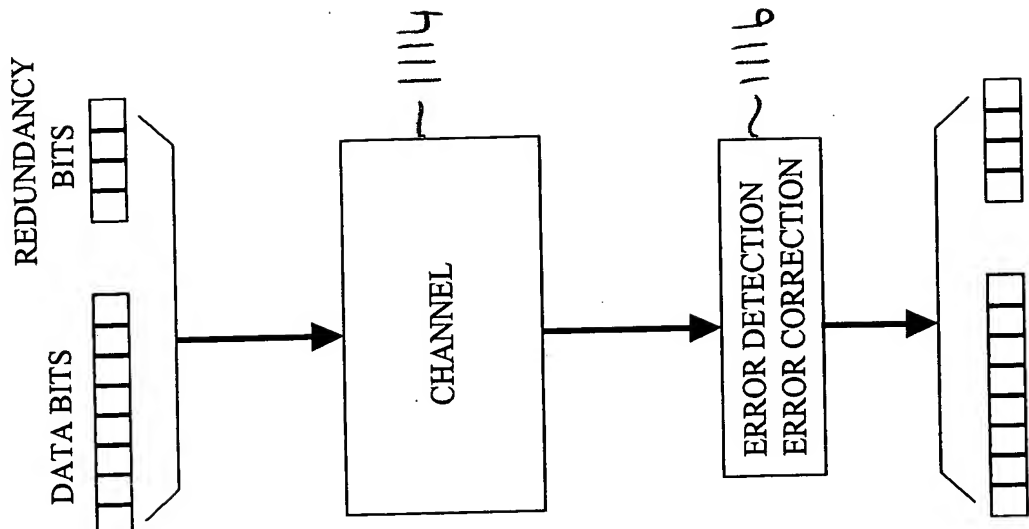 DATA BITS
REDUNDANCY
BITS
CHANNEL
1114
ERROR DETECTION
ERROR CORRECTION
1116